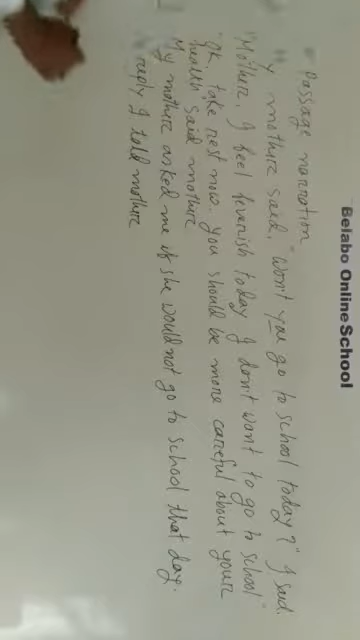 Belabo Online School
Passage narration
My mother said, "Won't you go to school today?" I said,
"Mother, I feel feverish today I don't want to go to school"
"Ok, take rest now. You should be more careful about your
health said mother
My mother asked me if she would not go to school that day.
reply I told mother